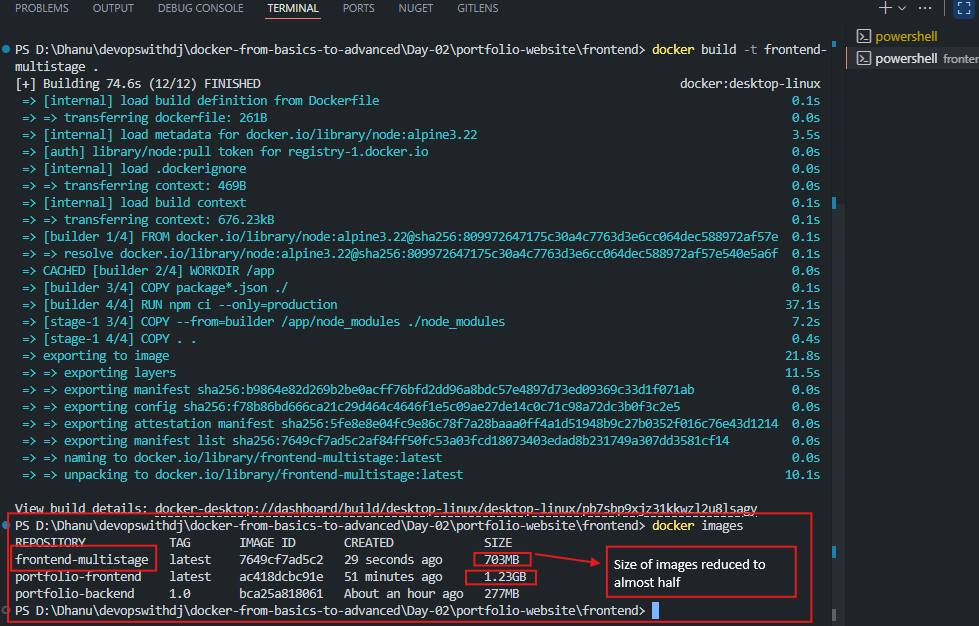 PROBLEMS OUTPUT DEBUG CONSOLE TERMINAL PORTS NUGET GITLENS
powershell
powershell fronten
PS D:\Dhanu\devopswithdj\docker-from-basics-to-advanced\Day-02\portfolio-website\frontend> docker build -t frontend-
multistage .
[+] Building 74.6s (12/12) FINISHED docker:desktop-linux
=> [internal] load build definition from Dockerfile 0.1s
=> => transferring dockerfile: 261B 0.0s
=> [internal] load metadata for docker.io/library/node:alpine3.22 3.5s
=> [auth] library/node:pull token for registry-1.docker.io 0.0s
=> [internal] load .dockerignore 0.0s
=> => transferring context: 469B 0.0s
=> [internal] load build context 0.1s
=> => transferring context: 676.23kB 0.1s
=> [builder 1/4] FROM docker.io/library/node:alpine3.22@sha256:809972647175c30a4c7763d3e6cc064dec588972af57e 0.1s
=> => resolve docker.io/library/node:alpine3.22@sha256:809972647175c30a4c7763d3e6cc064dec588972af57e540e5a6f 0.1s
=> CACHED [builder 2/4] WORKDIR /app 0.0s
=> [builder 3/4] COPY package*.json ./ 0.1s
=> [builder 4/4] RUN npm ci --only=production 37.1s
=> [stage-1 3/4] COPY --from=builder /app/node_modules ./node_modules 7.2s
=> [stage-1 4/4] COPY . . 0.4s
=> exporting to image 21.8s
=> => exporting layers 11.5s
=> => exporting manifest sha256:b9864e82d269b2be0acff76bfd2dd96a8bdc57e4897d73ed09369c33d1f071ab 0.0s
=> => exporting config sha256:f78b86bd666ca21c29d464c4646f1e5c09ae27de14c0c71c98a72dc3b0f3c2e5 0.0s
=> => exporting attestation manifest sha256:5fe8e8e04fc9e86c78f7a28baaa0ff4a1d51948b9c27b0352f016c76e43d1214 0.0s
=> => exporting manifest list sha256:7649cf7ad5c2af84ff50fc53a03fcd18073403edad8b231749a307dd3581cf14 0.0s
=> => naming to docker.io/library/frontend-multistage:latest 0.0s
=> => unpacking to docker.io/library/frontend-multistage:latest 10.1s
View build details: docker-desktop://dashboard/build/desktop-linux/desktop-linux/pb7sbp9xjz31kkwzl2u8lsagy
PS D:\Dhanu\devopswithdj\docker-from-basics-to-advanced\Day-02\portfolio-website\frontend> docker images
REPOSITORY TAG IMAGE ID CREATED SIZE
frontend-multistage latest 7649cf7ad5c2 29 seconds ago 703MB
portfolio-frontend latest ac418dcbc91e 51 minutes ago 1.23GB
portfolio-backend 1.0 bca25a818061 About an hour ago 277MB
PS D:\Dhanu\devopswithdj\docker-from-basics-to-advanced\Day-02\portfolio-website\frontend>
Size of images reduced to
almost half